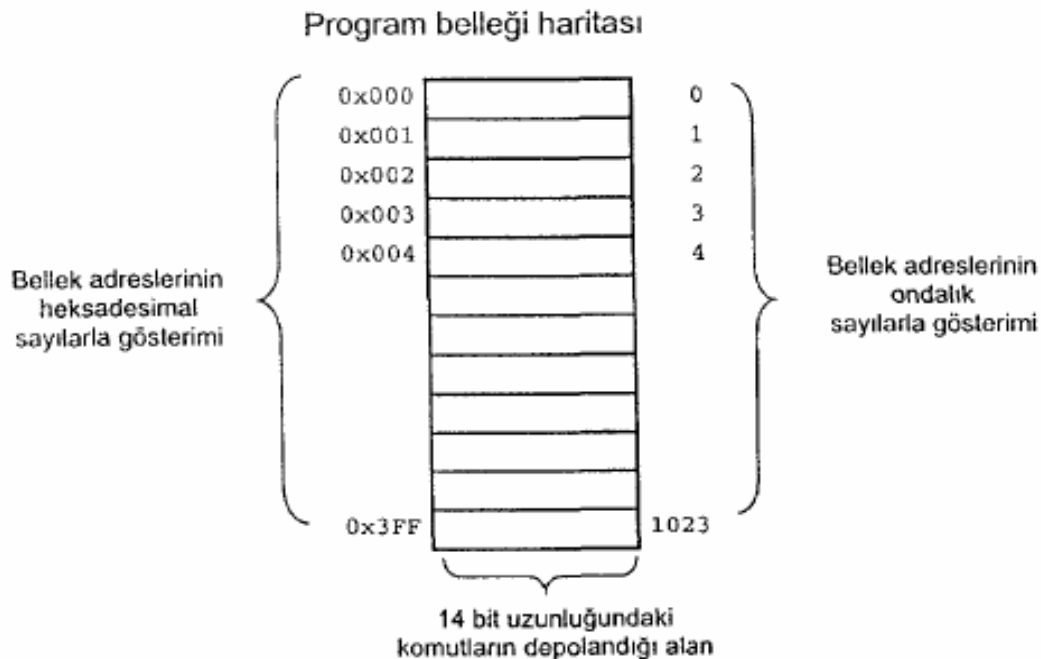 Program belleği haritası
0x000
0
0x001
1
0x002
2
0x003
3
0x004
4
Bellek adreslerinin
heksadesimal
sayılarla gösterimi
Bellek adreslerinin
ondalık
sayılarla gösterimi
0x3FF
1023
14 bit uzunluğundaki
komutların depolandığı alan